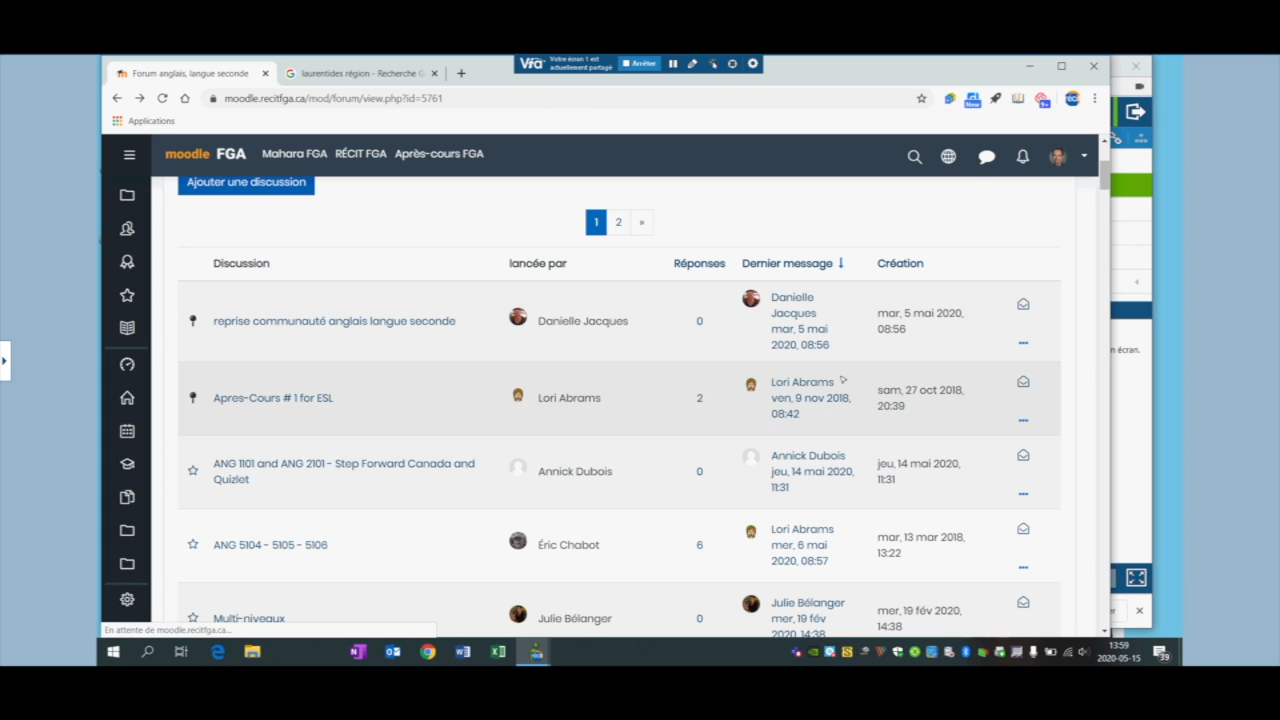 Forum anglais, langue seconde
laurentides région - Recherche G
Vfa
Votre écran 1 est
actuellement partagé
Arrêter
moodle.recitfga.ca/mod/forum/view.php?id=5761
New
9+
Applications
moodle FGA Mahara FGA RÉCIT FGA Après-cours FGA
Ajouter une discussion
1 2 »
Discussion lancée par Réponses Dernier message ↓ Création
reprise communauté anglais langue seconde
Danielle Jacques
0
Danielle
Jacques
mar, 5 mai
2020, 08:56
mar, 5 mai 2020,
08:56
Apres-Cours # 1 for ESL
Lori Abrams
2
Lori Abrams
ven, 9 nov 2018,
08:42
sam, 27 oct 2018,
20:39
ANG 1101 and ANG 2101 - Step Forward Canada and
Quizlet
Annick Dubois
0
Annick Dubois
jeu, 14 mai 2020,
11:31
jeu, 14 mai 2020,
11:31
ANG 5104 - 5105 - 5106
Éric Chabot
6
Lori Abrams
mer, 6 mai
2020, 08:57
mar, 13 mar 2018,
13:22
Multi-niveaux
Julie Bélanger
0
Julie Bélanger
mer, 19 fév
2020, 14:38
mer, 19 fév 2020,
14:38
En attente de moodle.recitfga.ca...
n écran.
er
13:59
2020-05-15
39